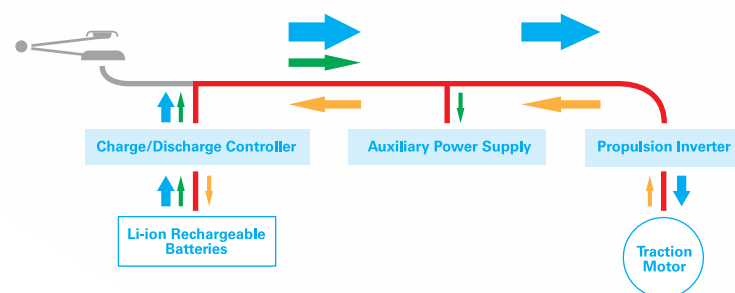 Charge/Discharge Controller
Auxiliary Power Supply
Propulsion Inverter
Li-ion Rechargeable
Batteries
Traction
Motor